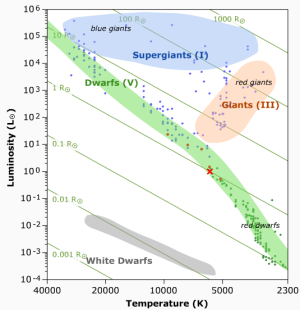 10⁶
10⁵
10⁴
10³
10²
10¹
10⁰
10⁻¹
10⁻²
10⁻³
10⁻⁴
Luminosity (L⊙)
100 R⊙
1000 R⊙
blue giants
10 R⊙
Supergiants (I)
Dwarfs (V)
red giants
1 R⊙
Giants (III)
0.1 R⊙
0.01 R⊙
red dwarfs
White Dwarfs
0.001 R⊙
40000
10000
5000
2300
Temperature (K)